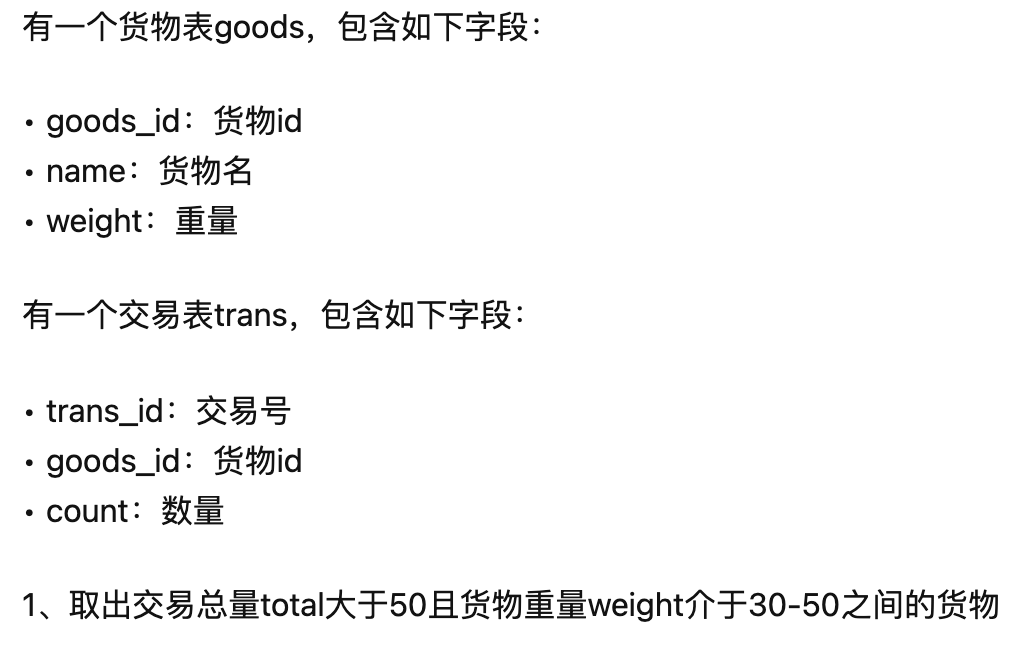 有一个货物表goods，包含如下字段：
• goods_id：货物id
• name：货物名
• weight：重量
有一个交易表trans，包含如下字段：
• trans_id：交易号
• goods_id：货物id
• count：数量
1、取出交易总量total大于50且货物重量weight介于30-50之间的货物